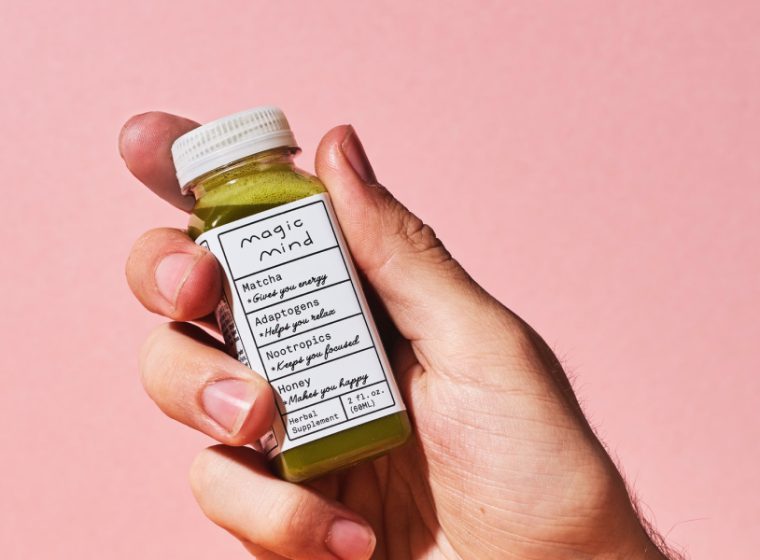 magic
mind
Matcha
*Gives you energy
Adaptogens
*Helps you relax
Nootropics
*Keeps you focused
Honey
*Makes you happy
Herbal
Supplement
2 fl.oz.
(60ML)